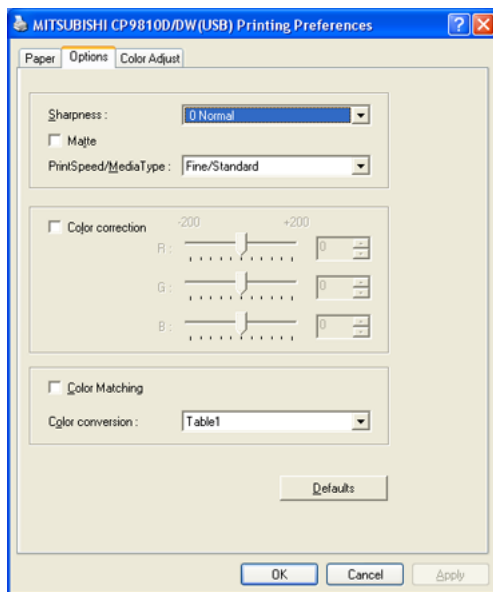 MITSUBISHI CP9810D/DW(USB) Printing Preferences
Paper Options Color Adjust
Sharpness : 0 Normal
Matte
PrintSpeed/MediaType : Fine/Standard
Color correction -200 +200
R : 0
G : 0
B : 0
Color Matching
Color conversion : Table1
Defaults
OK Cancel Apply